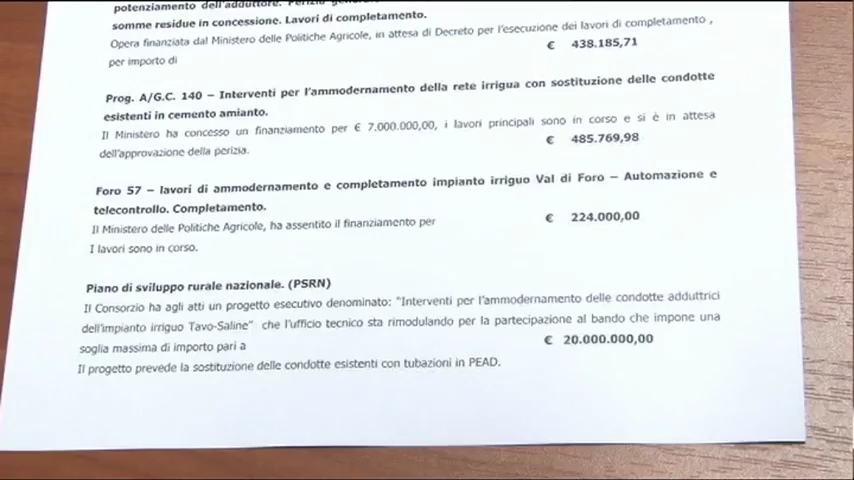 potenziamento dell'adduttore. Perizia
somme residue in concessione. Lavori di completamento.
Opera finanziata dal Ministero delle Politiche Agricole, in attesa di Decreto per l'esecuzione dei lavori di completamento ,
per importo di € 438.185,71
Prog. A/G.C. 140 – Interventi per l'ammodernamento della rete irrigua con sostituzione delle condotte
esistenti in cemento amianto.
Il Ministero ha concesso un finanziamento per € 7.000.000,00, i lavori principali sono in corso e si è in attesa
dell'approvazione della perizia. € 485.769,98
Foro 57 – lavori di ammodernamento e completamento impianto irriguo Val di Foro – Automazione e
telecontrollo. Completamento.
Il Ministero delle Politiche Agricole, ha assentito il finanziamento per € 224.000,00
I lavori sono in corso.
Piano di sviluppo rurale nazionale. (PSRN)
Il Consorzio ha agli atti un progetto esecutivo denominato: "Interventi per l'ammodernamento delle condotte adduttrici
dell'impianto irriguo Tavo-Saline" che l'ufficio tecnico sta rimodulando per la partecipazione al bando che impone una
soglia massima di importo pari a € 20.000.000,00
Il progetto prevede la sostituzione delle condotte esistenti con tubazioni in PEAD.